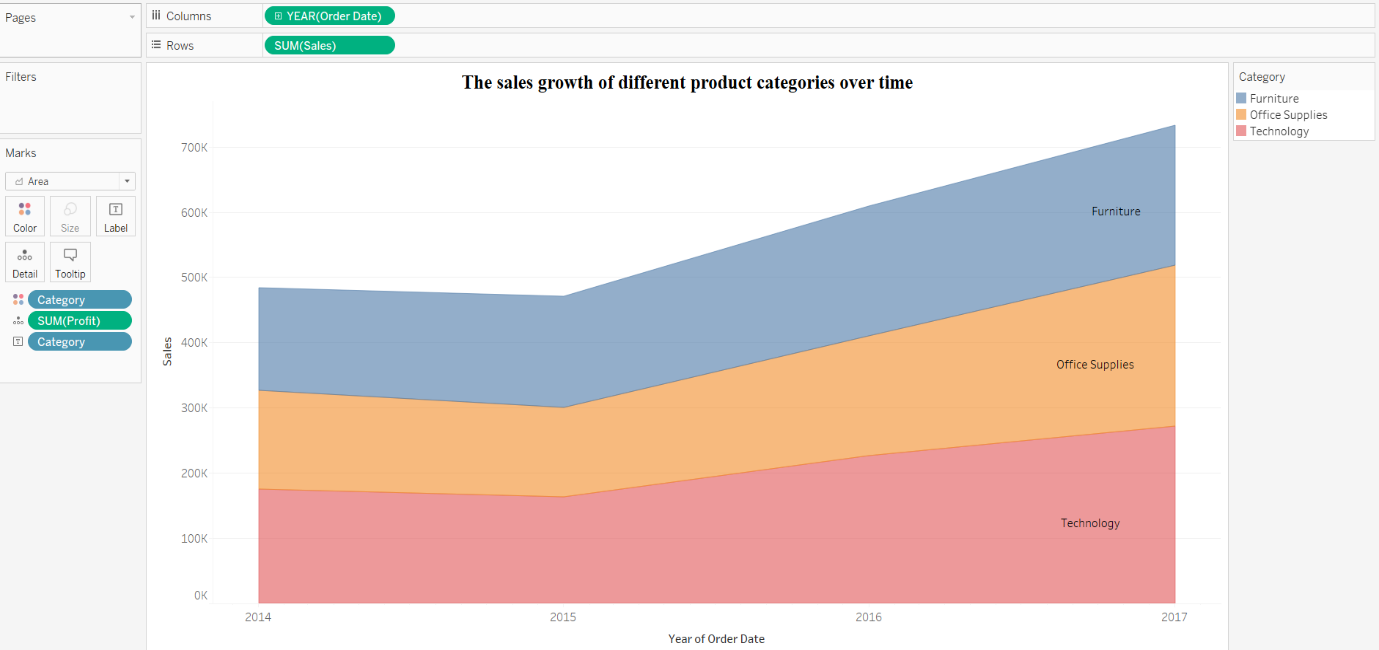 Pages
Columns
YEAR(Order Date)
Rows
SUM(Sales)
Filters
Marks
Area
Color
Size
Label
Detail
Tooltip
Category
SUM(Profit)
Category
The sales growth of different product categories over time
Sales
700K
600K
500K
400K
300K
200K
100K
0K
Furniture
Office Supplies
Technology
2014
2015
2016
2017
Year of Order Date
Category
Furniture
Office Supplies
Technology